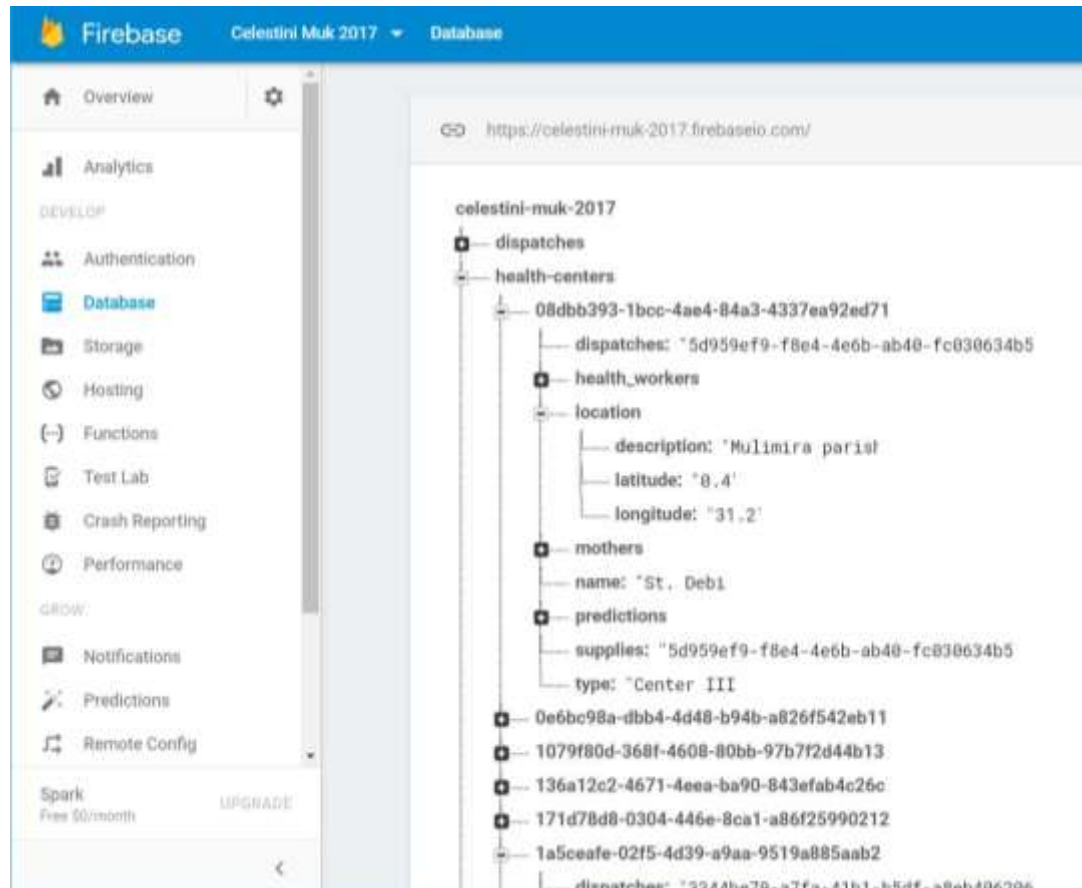 Firebase
Celestini Muk 2017
Database
Overview
Analytics
DEVELOP
Authentication
Database
Storage
Hosting
Functions
Test Lab
Crash Reporting
Performance
GROW
Notifications
Predictions
Remote Config
Spark
Free $0/month
UPGRADE
https://celestini-muk-2017.firebaseio.com/
celestini-muk-2017
dispatches
health-centers
08dbb393-1bcc-4ae4-84a3-4337ea92ed71
dispatches: "5d959ef9-f8e4-4e6b-ab40-fc030634b5
health_workers
location
description: "Mulimira parish
latitude: "0.4"
longitude: "31.2"
mothers
name: "St. Debi
predictions
supplies: "5d959ef9-f8e4-4e6b-ab40-fc030634b5
type: "Center III
0e6bc98a-dbb4-4d48-b94b-a826f542eb11
1079f80d-368f-4608-80bb-97b7f2d44b13
136a12c2-4671-4eea-ba90-843efab4c26c
171d78d8-0304-446e-8ca1-a86f25990212
1a5ceafe-02f5-4d39-a9aa-9519a885aab2
dispatches: